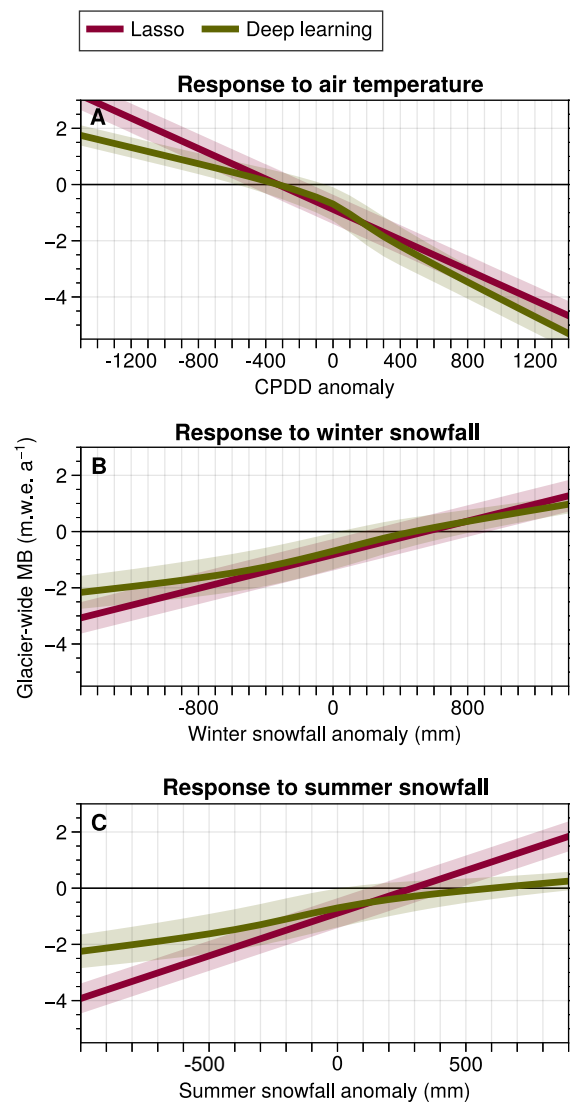 Lasso Deep learning
Response to air temperature
A
2
0
−2
−4
-1200 -800 -400 0 400 800 1200
CPDD anomaly
Glacier-wide MB (m.w.e. a⁻¹)
Response to winter snowfall
B
2
0
−2
−4
-800 0 800
Winter snowfall anomaly (mm)
Response to summer snowfall
C
2
0
−2
−4
-500 0 500
Summer snowfall anomaly (mm)